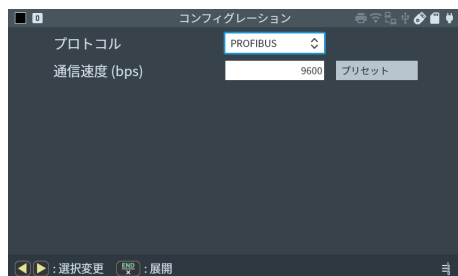 0 コンフィグレーション
プロトコル PROFIBUS
通信速度 (bps) 9600 プリセット
:選択変更 END × :展開